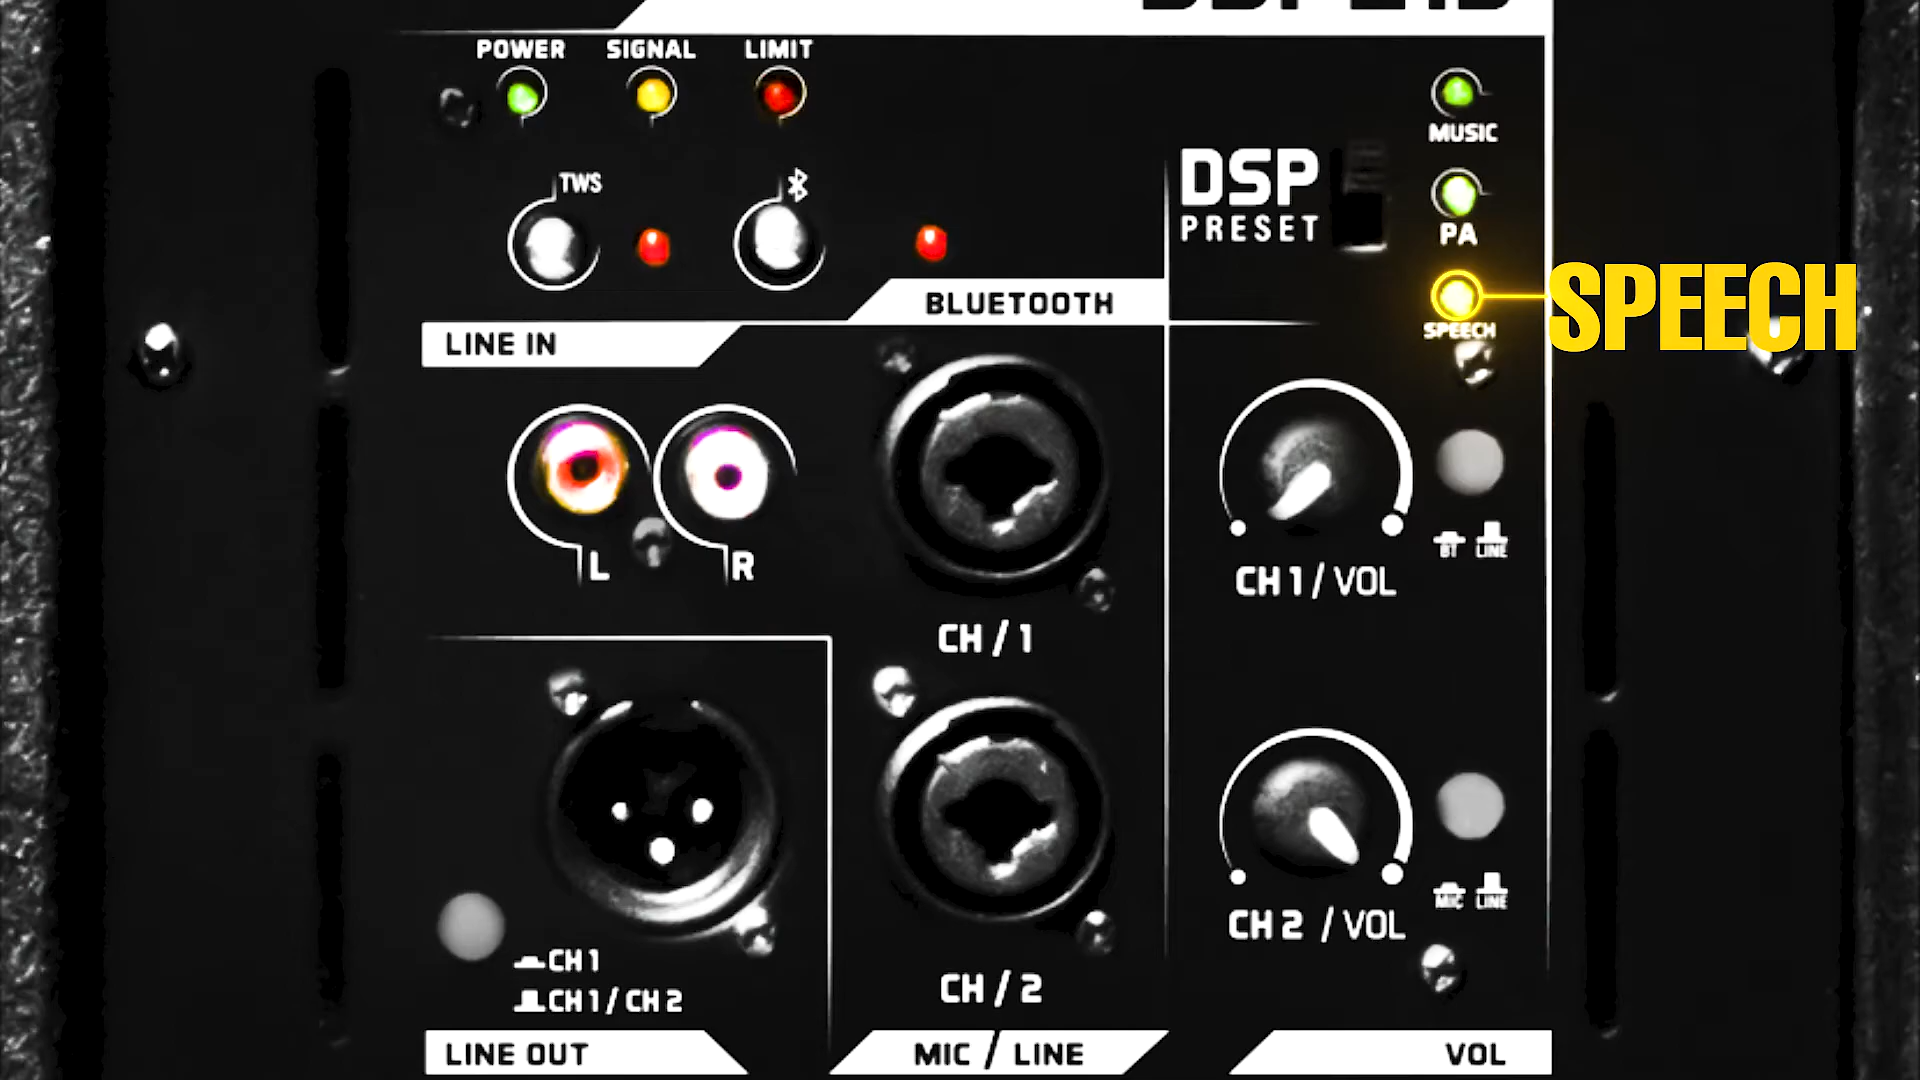 POWER SIGNAL LIMIT
MUSIC
TWS
DSP
PRESET
PA
SPEECH
SPEECH
BLUETOOTH
LINE IN
L R
BT LINE
CH 1 / VOL
CH / 1
MIC LINE
CH 2 / VOL
CH 1
CH 1 / CH 2
CH / 2
LINE OUT
MIC / LINE
VOL